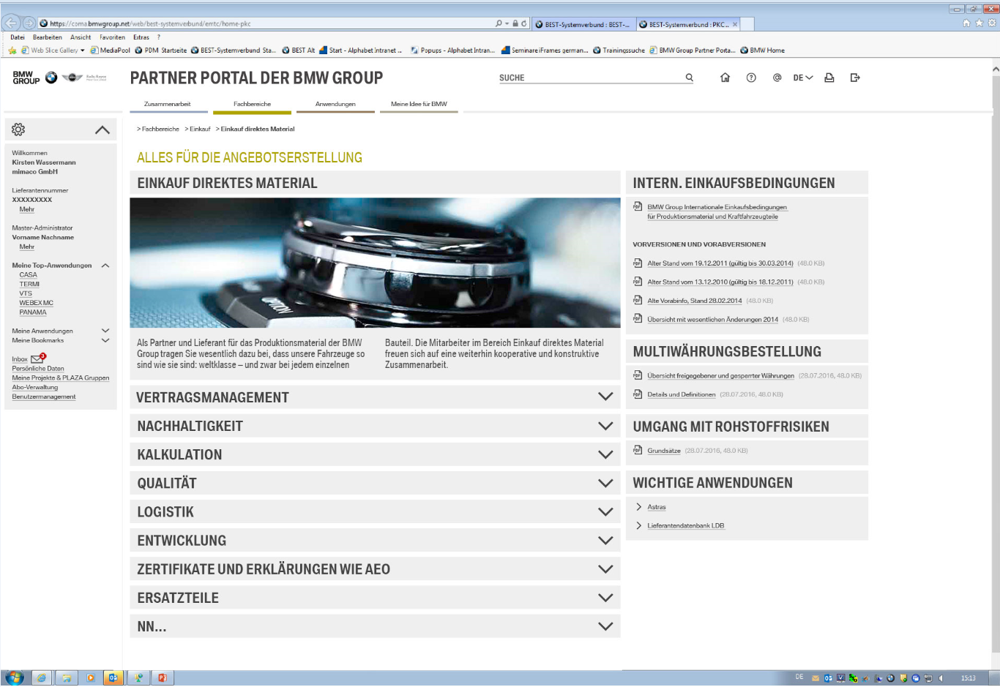 https://coma.bmwgroup.net/web/best-systemverbund/emtc/home-pkc
BEST-Systemverbund : BEST-...
BEST-Systemverbund : PKC...
Datei Bearbeiten Ansicht Favoriten Extras ?
Web Slice Gallery MediaPool PDM Startseite BEST-Systemverbund Sta... BEST Alt Start - Alphabet Intranet ... Popups - Alphabet Intran... Seminare iFrames german... Trainingssuche BMW Group Partner Porta... BMW Home
BMW GROUP
PARTNER PORTAL DER BMW GROUP
SUCHE
DE
Zusammenarbeit Fachbereiche Anwendungen Meine Idee für BMW
> Fachbereiche > Einkauf > Einkauf direktes Material
Willkommen
Kirsten Wassermann
mimaco GmbH
Lieferantennummer
XXXXXXXXX
Mehr
Master-Administrator
Vorname Nachname
Mehr
Meine Top-Anwendungen
CASA
TERMI
VTS
WEBEX MC
PANAMA
Meine Anwendungen
Meine Bookmarks
Inbox 3
Persönliche Daten
Meine Projekte & PLAZA Gruppen
Abo-Verwaltung
Benutzermanagement
ALLES FÜR DIE ANGEBOTSERSTELLUNG
EINKAUF DIREKTES MATERIAL
OPTION
Als Partner und Lieferant für das Produktionsmaterial der BMW
Group tragen Sie wesentlich dazu bei, dass unsere Fahrzeuge so
sind wie sie sind: weltklasse – und zwar bei jedem einzelnen
Bauteil. Die Mitarbeiter im Bereich Einkauf direktes Material
freuen sich auf eine weiterhin kooperative und konstruktive
Zusammenarbeit.
VERTRAGSMANAGEMENT
NACHHALTIGKEIT
KALKULATION
QUALITÄT
LOGISTIK
ENTWICKLUNG
ZERTIFIKATE UND ERKLÄRUNGEN WIE AEO
ERSATZTEILE
NN...
INTERN. EINKAUFSBEDINGUNGEN
BMW Group Internationale Einkaufsbedingungen
für Produktionsmaterial und Kraftfahrzeugteile
VORVERSIONEN UND VORABVERSIONEN
Alter Stand vom 19.12.2011 (gültig bis 30.03.2014) (48.0 KB)
Alter Stand vom 13.12.2010 (gültig bis 18.12.2011) (48.0 KB)
Alte Vorabinfo, Stand 28.02.2014 (48.0 KB)
Übersicht mit wesentlichen Änderungen 2014 (48.0 KB)
MULTIWÄHRUNGSBESTELLUNG
Übersicht freigegebener und gesperrter Währungen (28.07.2016, 48.0 KB)
Details und Definitionen (28.07.2016, 48.0 KB)
UMGANG MIT ROHSTOFFRISIKEN
Grundsätze (28.07.2016, 48.0 KB)
WICHTIGE ANWENDUNGEN
Astras
Lieferantendatenbank LDB
DE
15:13